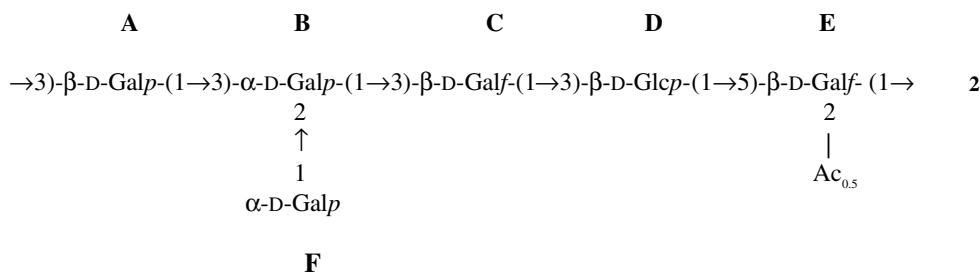 A B C D E
→3)-β-D-Galp-(1→3)-α-D-Galp-(1→3)-β-D-Galf-(1→3)-β-D-Glcp-(1→5)-β-D-Galf- (1→ 2
2 2
↑ |
1 Ac0.5
α-D-Galp
F